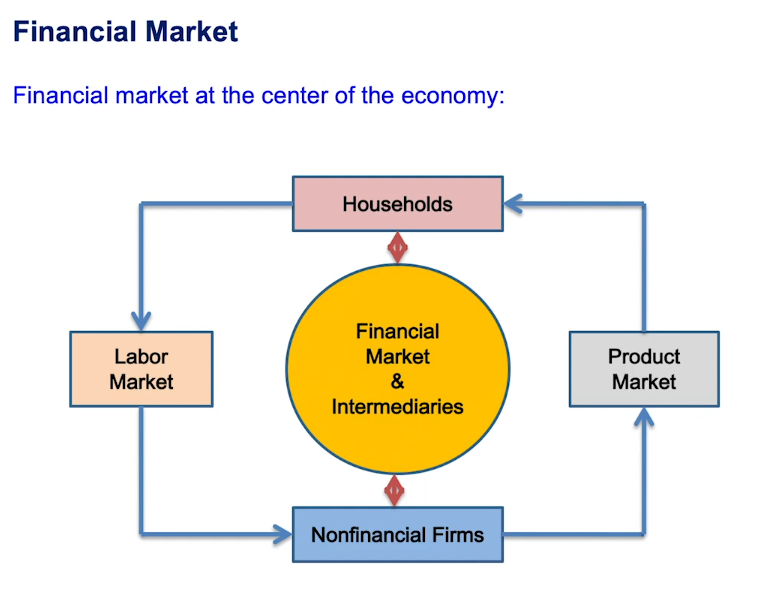 Financial Market
Financial market at the center of the economy:
Households
Financial
Market
&
Intermediaries
Labor
Market
Product
Market
Nonfinancial Firms